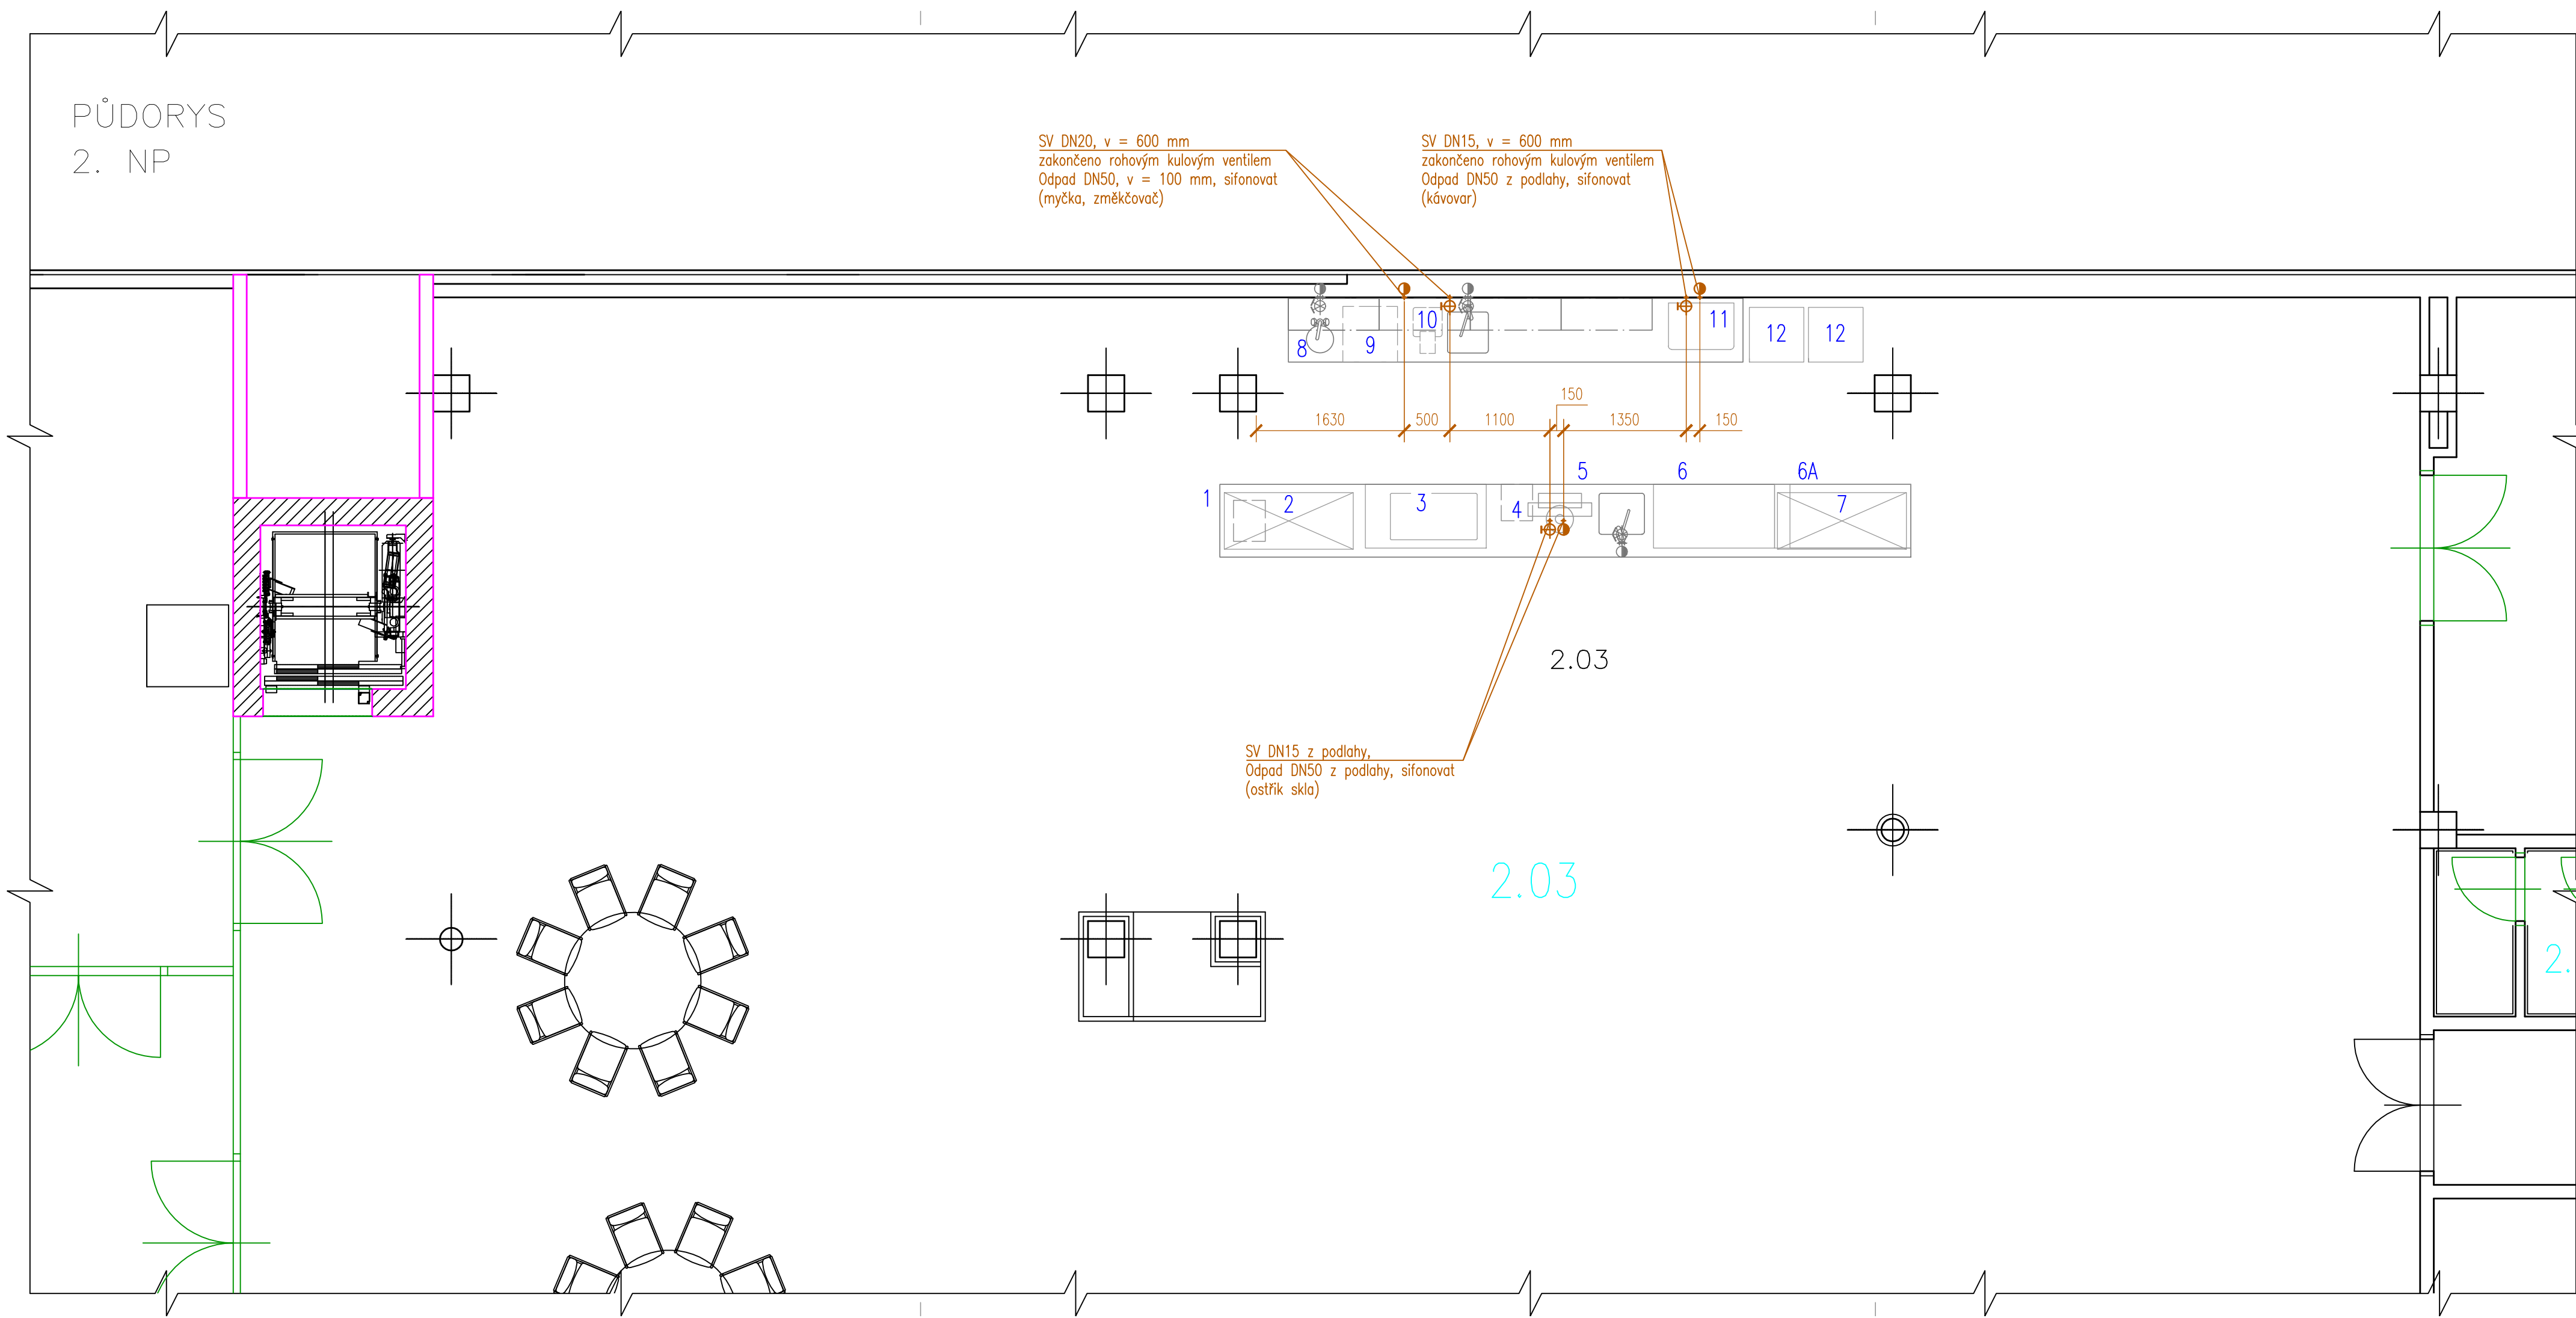 PŮDORYS
2. NP
SV DN20, v = 600 mm
zakončeno rohovým kulovým ventilem
Odpad DN50, v = 100 mm, sifonovat
(myčka, změkčovač)
SV DN15, v = 600 mm
zakončeno rohovým kulovým ventilem
Odpad DN50 z podlahy, sifonovat
(kávovar)
8
9
10
11
12
12
150
1630
500
1100
1350
150
1
2
3
4
5
6
6A
7
2.03
SV DN15 z podlahy,
Odpad DN50 z podlahy, sifonovat
(ostřik skla)
2.03
2.